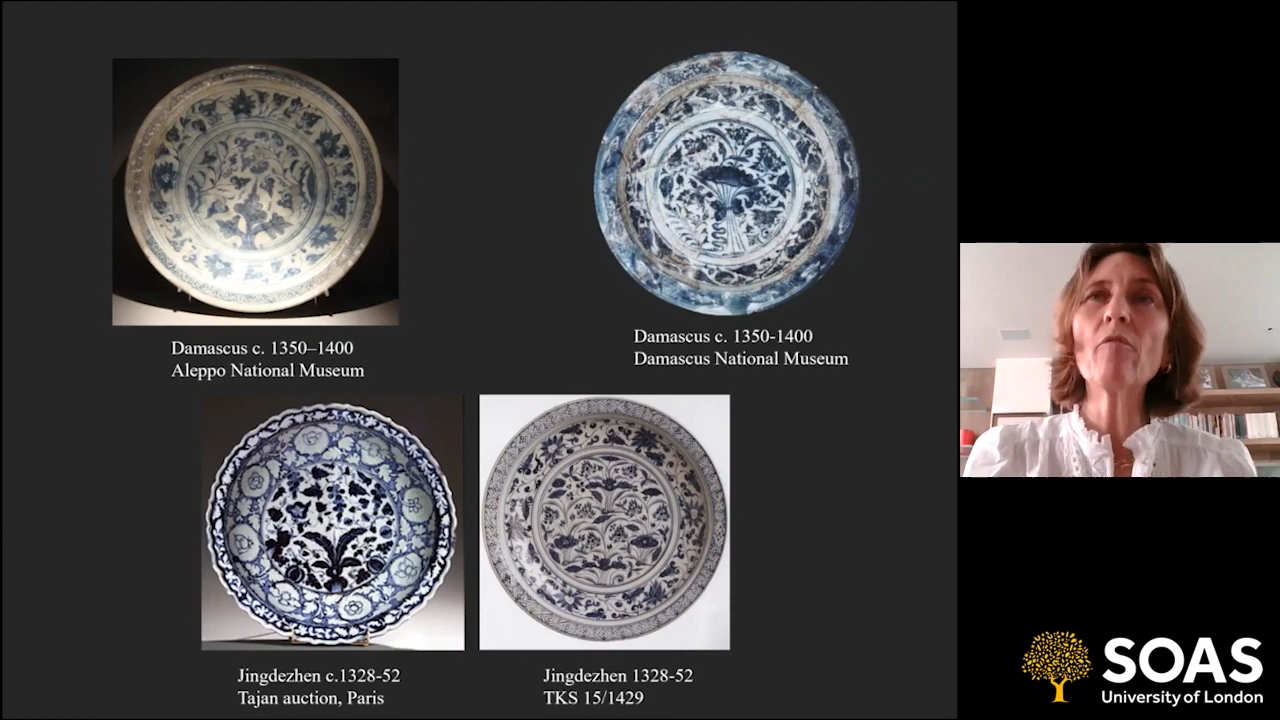 Damascus c. 1350–1400
Aleppo National Museum
Damascus c. 1350-1400
Damascus National Museum
Jingdezhen c.1328-52
Tajan auction, Paris
Jingdezhen 1328-52
TKS 15/1429
SOAS
University of London